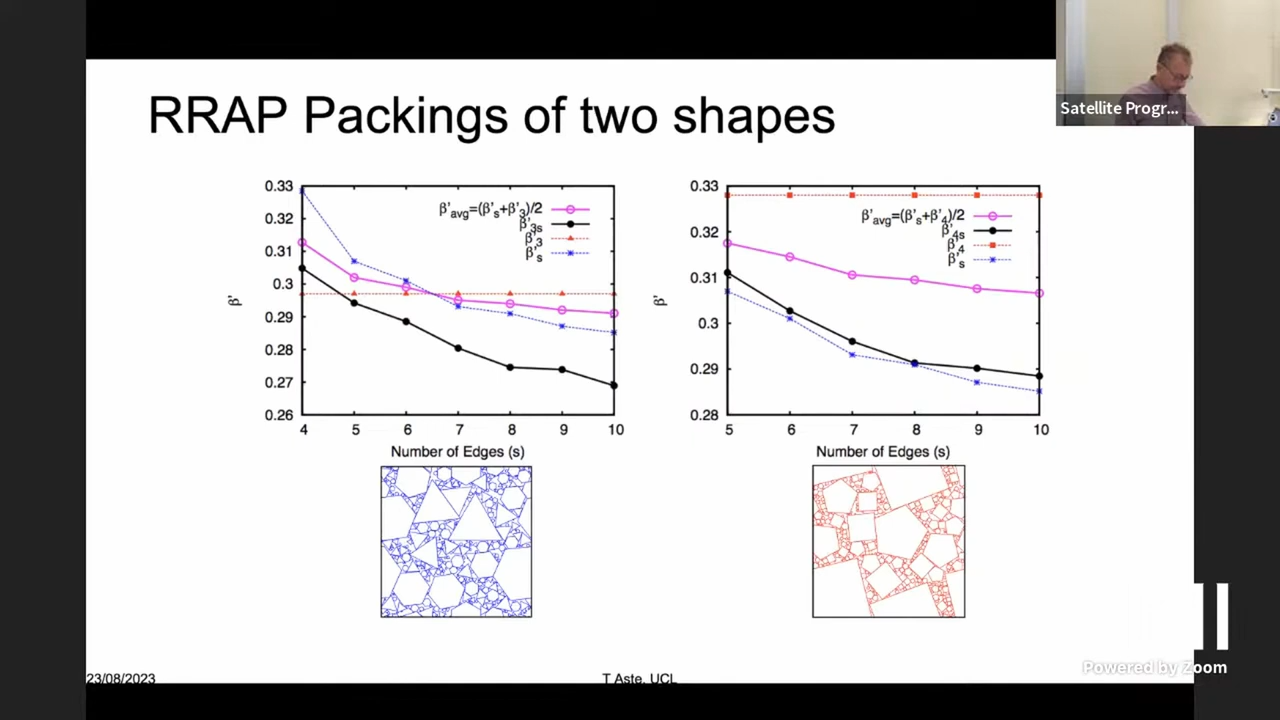 RRAP Packings of two shapes
Satellite Progr...
0.33
0.32
0.31
0.3
0.29
0.28
0.27
0.26
β'
β'avg=(β's+β'3)/2
β'3s
β'3
β's
4 5 6 7 8 9 10
Number of Edges (s)
0.33
0.32
0.31
0.3
0.29
0.28
β'
β'avg=(β's+β'4)/2
β'4s
β'4
β's
5 6 7 8 9 10
Number of Edges (s)
23/08/2023
T Aste, UCL
Powered by Zoom